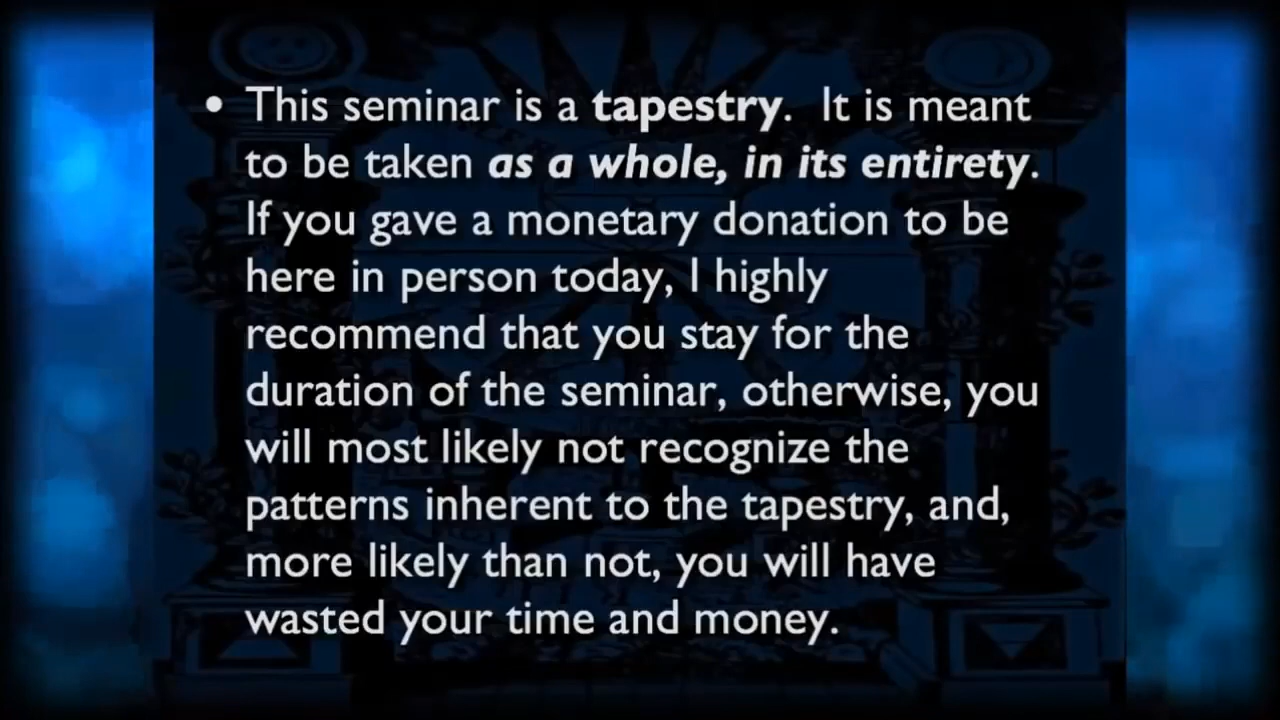 • This seminar is a tapestry.  It is meant
to be taken as a whole, in its entirety.
If you gave a monetary donation to be
here in person today, I highly
recommend that you stay for the
duration of the seminar, otherwise, you
will most likely not recognize the
patterns inherent to the tapestry, and,
more likely than not, you will have
wasted your time and money.